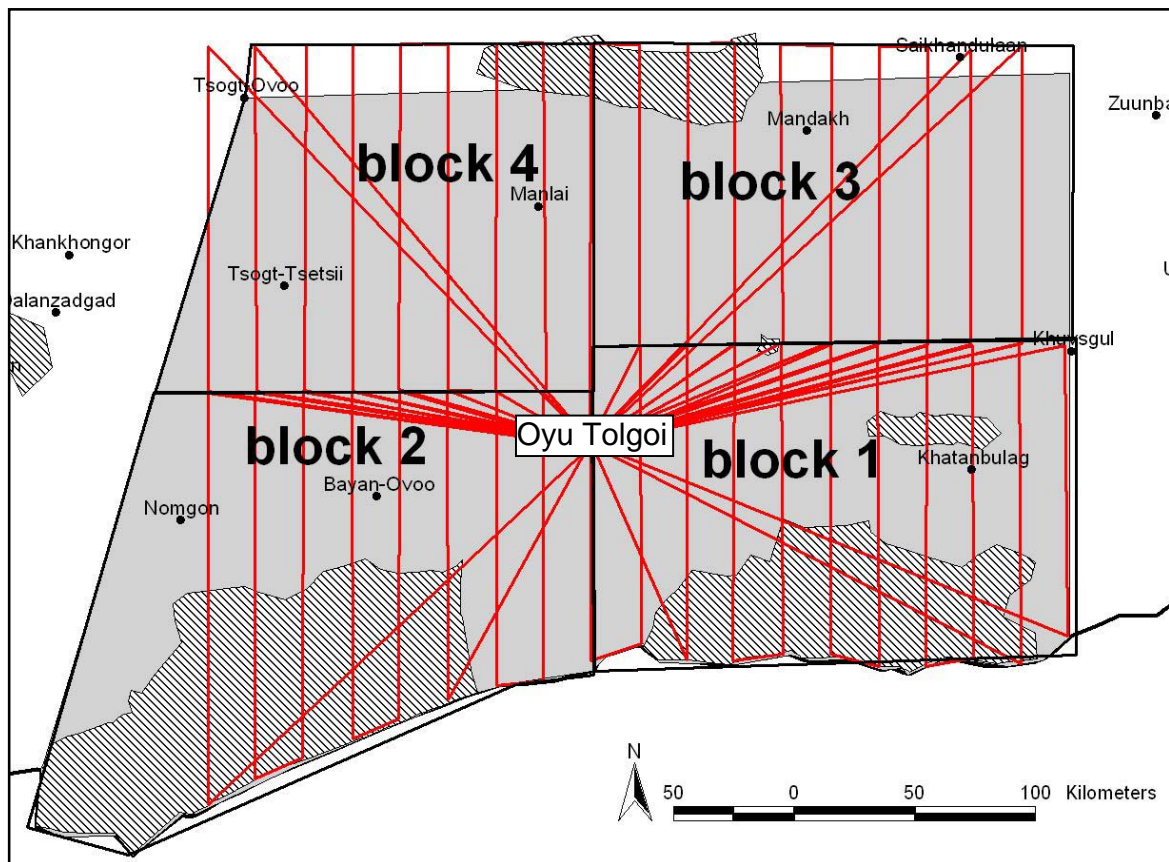 Saikhandulaan
Tsogt-Ovoo
Zuunba
Mandakh
block 4
block 3
Manlai
Khankhongor
Tsogt-Tsetsii
U
Dalanzadgad
Khuvsgul
Oyu Tolgoi
block 2
block 1
Khatanbulag
Bayan-Ovoo
Nomgon
N
50 0 50 100 Kilometers